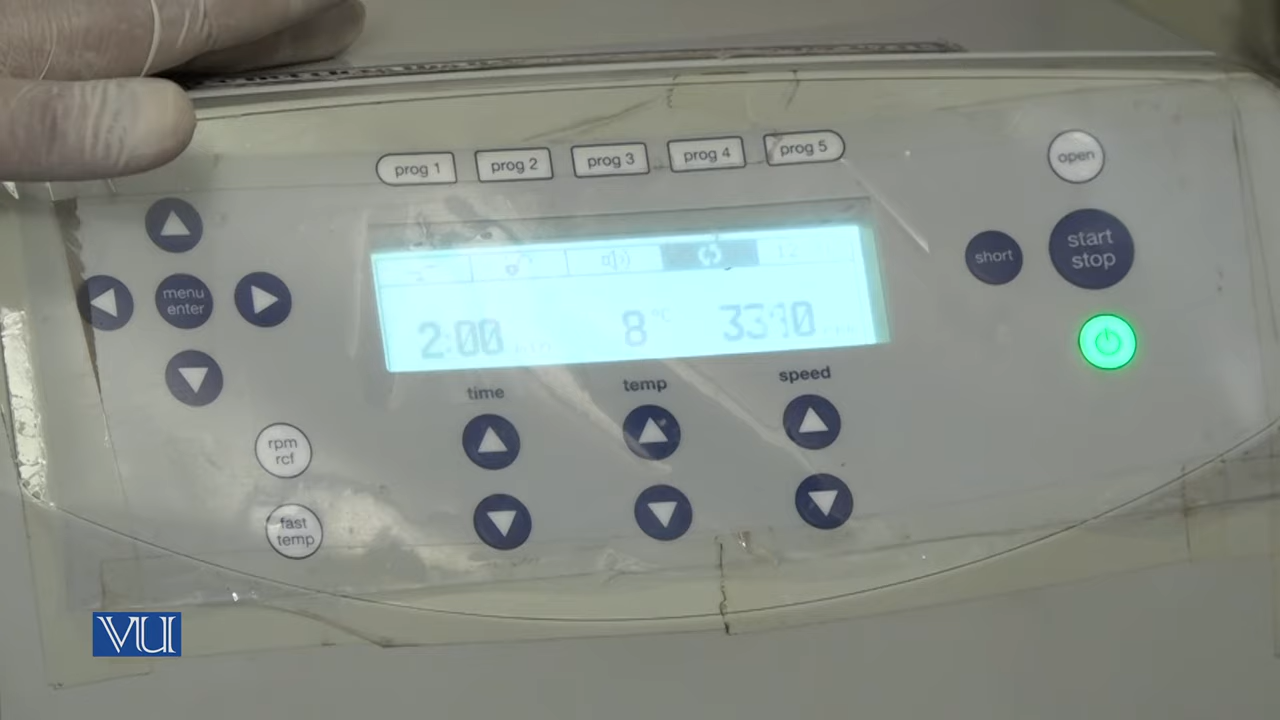 prog 1 prog 2 prog 3 prog 4 prog 5
open
menu
enter
short
start
stop
2:00 8 °C
time temp speed
rpm
rcf
fast
temp
VU